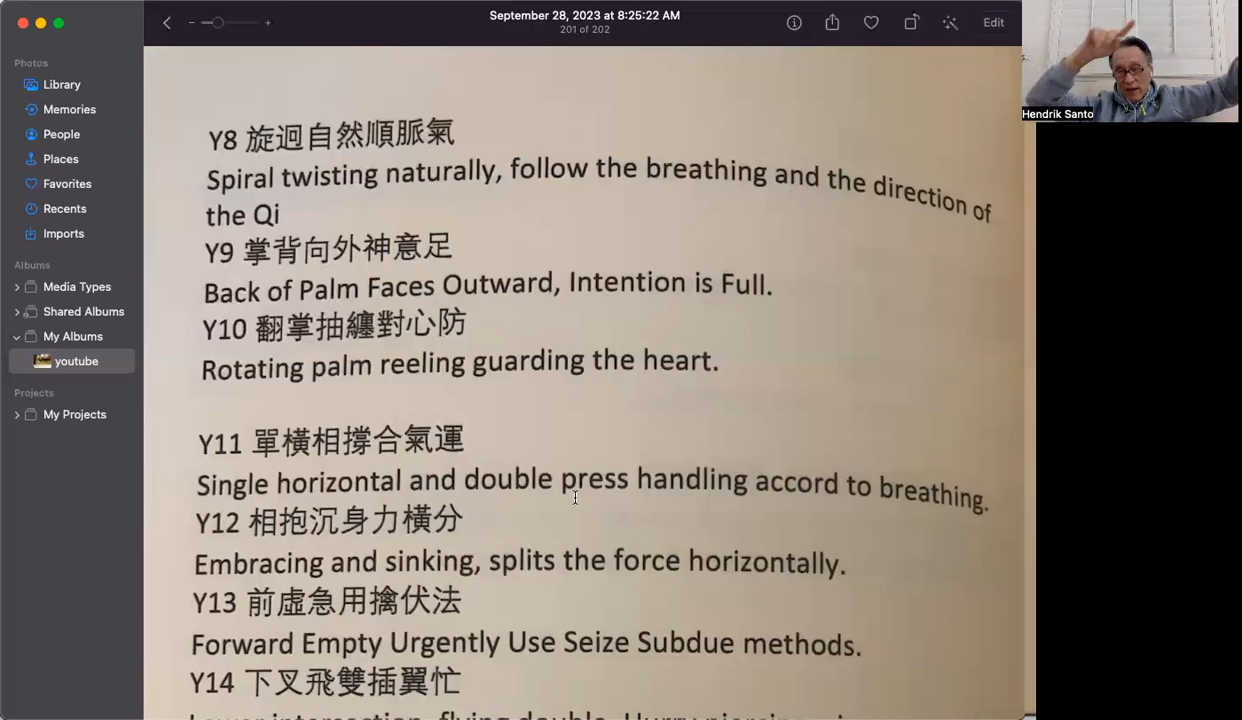 September 28, 2023 at 8:25:22 AM
201 of 202
Edit
Photos
Library
Memories
People
Places
Favorites
Recents
Imports
Albums
Media Types
Shared Albums
My Albums
youtube
Projects
My Projects
Y8 旋迴自然順脈氣
Spiral twisting naturally, follow the breathing and the direction of
the Qi
Y9 掌背向外神意足
Back of Palm Faces Outward, Intention is Full.
Y10 翻掌抽纏對心防
Rotating palm reeling guarding the heart.
Y11 單橫相撐合氣運
Single horizontal and double press handling accord to breathing.
Y12 相抱沉身力橫分
Embracing and sinking, splits the force horizontally.
Y13 前虛急用擒伏法
Forward Empty Urgently Use Seize Subdue methods.
Y14 下叉飛雙插翼忙
Hendrik Santo